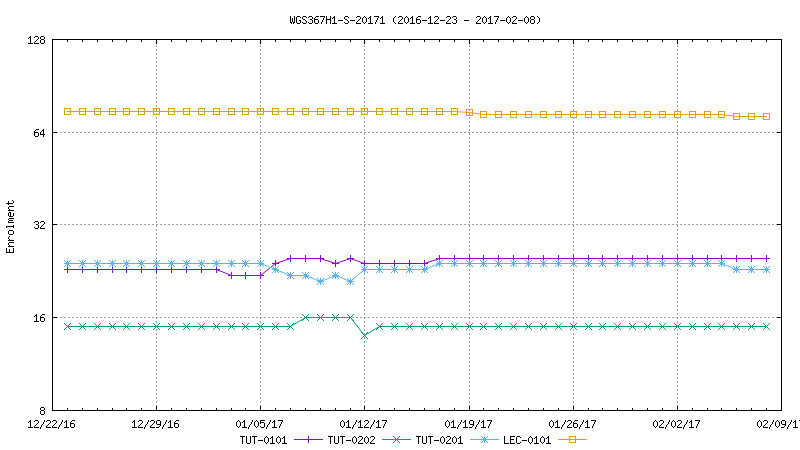 WGS367H1-S-20171 (2016-12-23 - 2017-02-08)
128
64
32
16
8
Enrolment
12/22/16 12/29/16 01/05/17 01/12/17 01/19/17 01/26/17 02/02/17 02/09/17
TUT-0101 TUT-0202 TUT-0201 LEC-0101